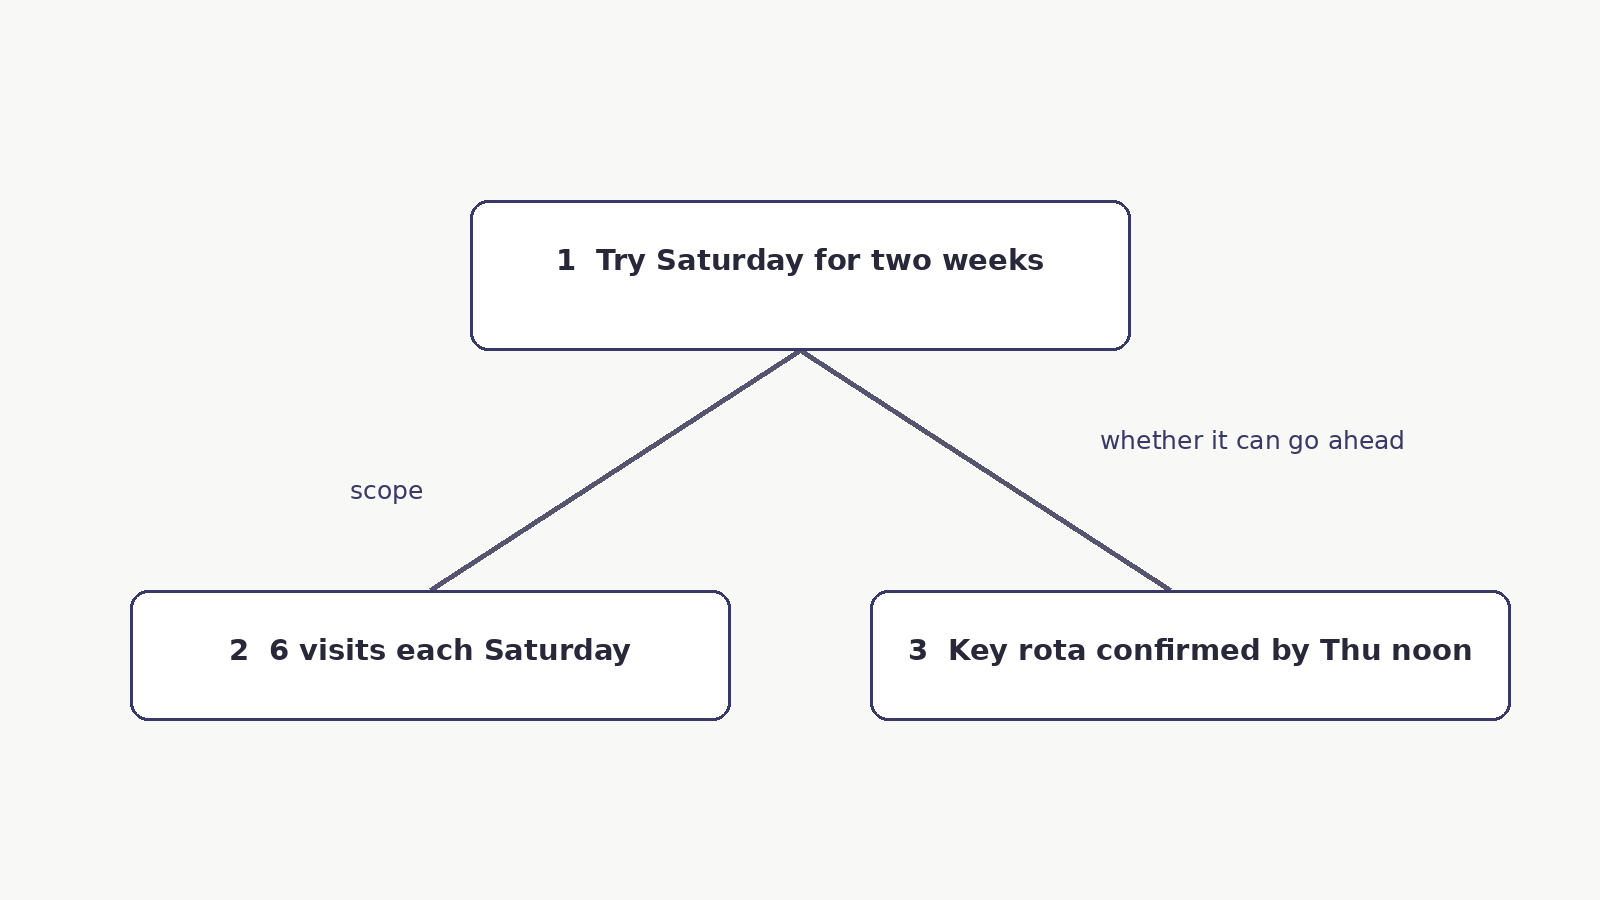 1  Try Saturday for two weeks
whether it can go ahead
scope
2  6 visits each Saturday
3  Key rota confirmed by Thu noon